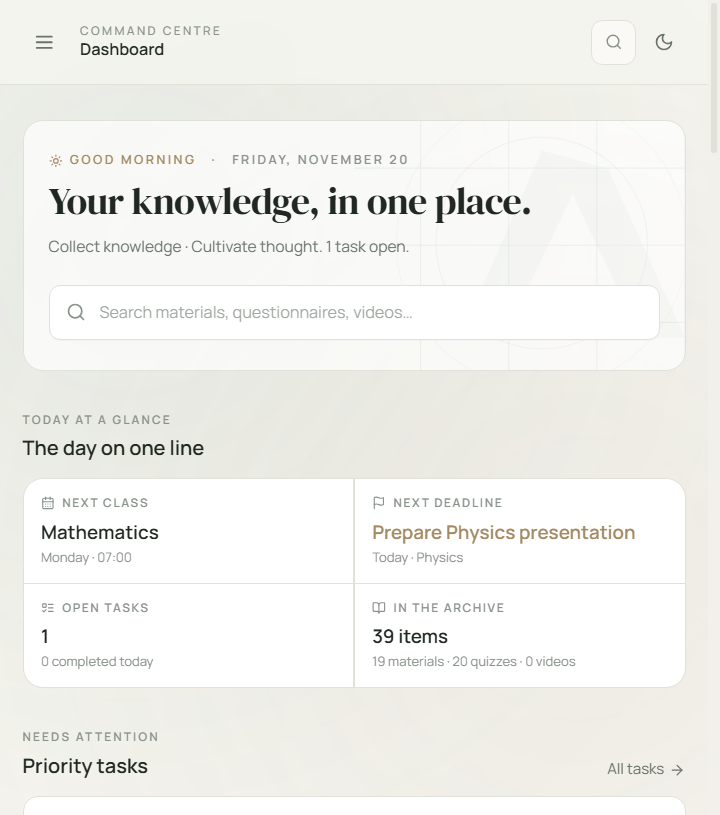 COMMAND CENTRE
Dashboard
GOOD MORNING · FRIDAY, NOVEMBER 20
Your knowledge, in one place.
Collect knowledge · Cultivate thought. 1 task open.
Search materials, questionnaires, videos...
TODAY AT A GLANCE
The day on one line
NEXT CLASS
Mathematics
Monday · 07:00
NEXT DEADLINE
Prepare Physics presentation
Today · Physics
OPEN TASKS
1
0 completed today
IN THE ARCHIVE
39 items
19 materials · 20 quizzes · 0 videos
NEEDS ATTENTION
Priority tasks
All tasks →